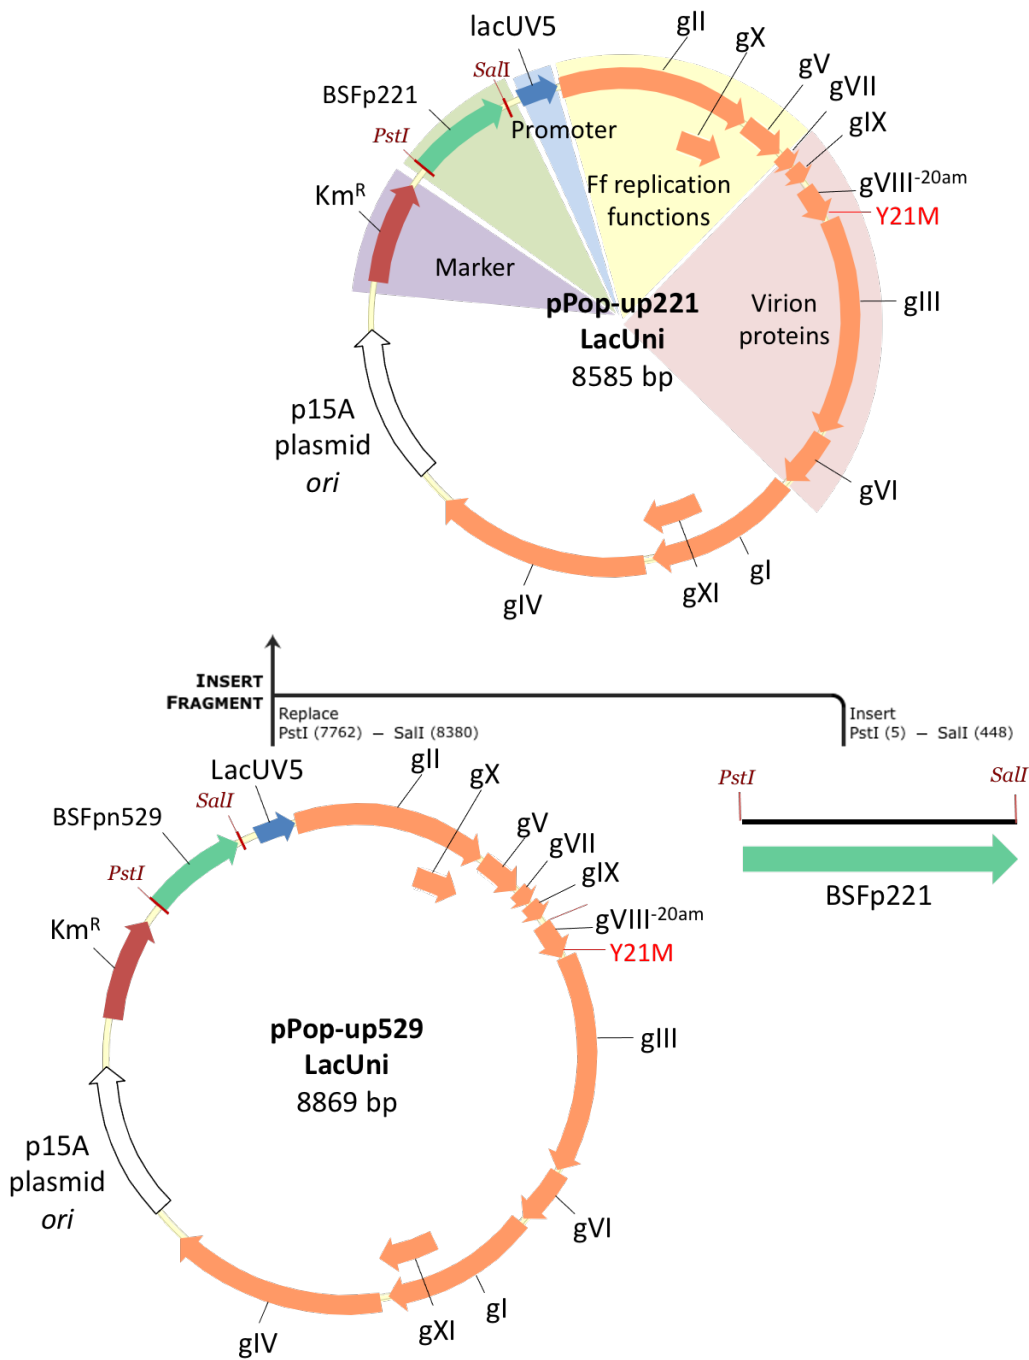 lacUV5
gII
gX
gV
gVII
gIX
SalI
BSFp221
Promoter
PstI
KmR
Ff replication
functions
gVIII-20am
Y21M
Marker
pPop-up221
LacUni
8585 bp
Virion
proteins
gIII
p15A
plasmid
ori
gVI
gI
gXI
gIV
INSERT
FRAGMENT
Replace
PstI (7762) – SalI (8380)
Insert
PstI (5) – SalI (448)
LacUV5
gII
gX
SalI
BSFpn529
gV
gVII
gIX
PstI
KmR
gVIII-20am
Y21M
PstI
SalI
BSFp221
pPop-up529
LacUni
8869 bp
gIII
p15A
plasmid
ori
gVI
gI
gXI
gIV